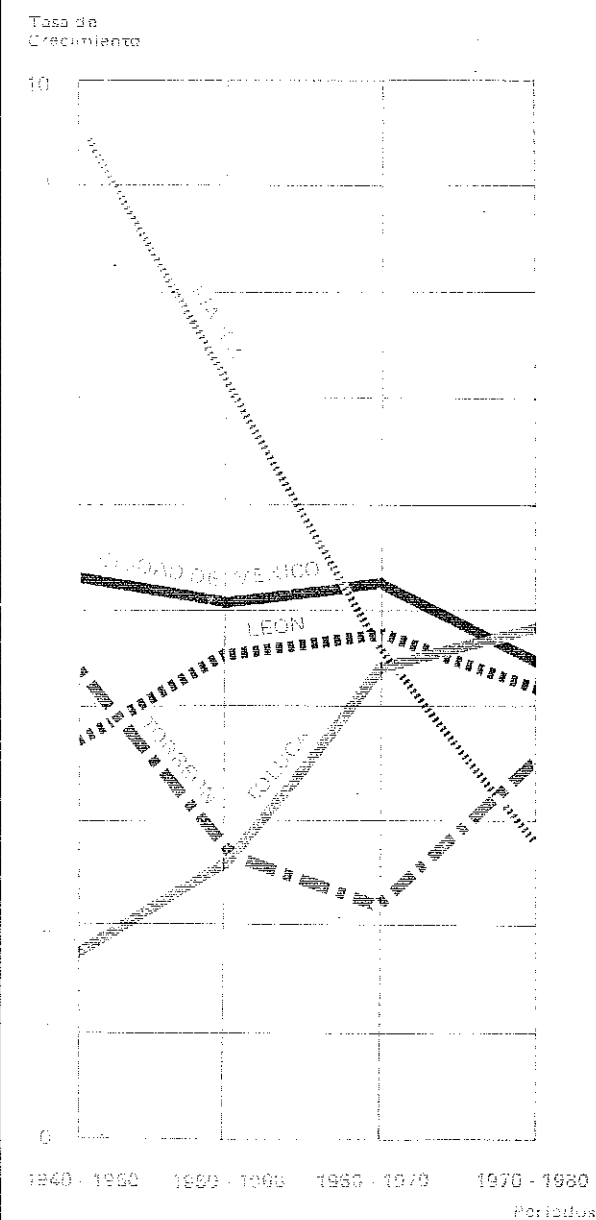 Tasa de
Crecimiento
10
CIUDAD DE MEXICO
LEON
TORREON
TOLUCA
0
1940 - 1950 1950 - 1960 1960 - 1970 1970 - 1980
Periodos